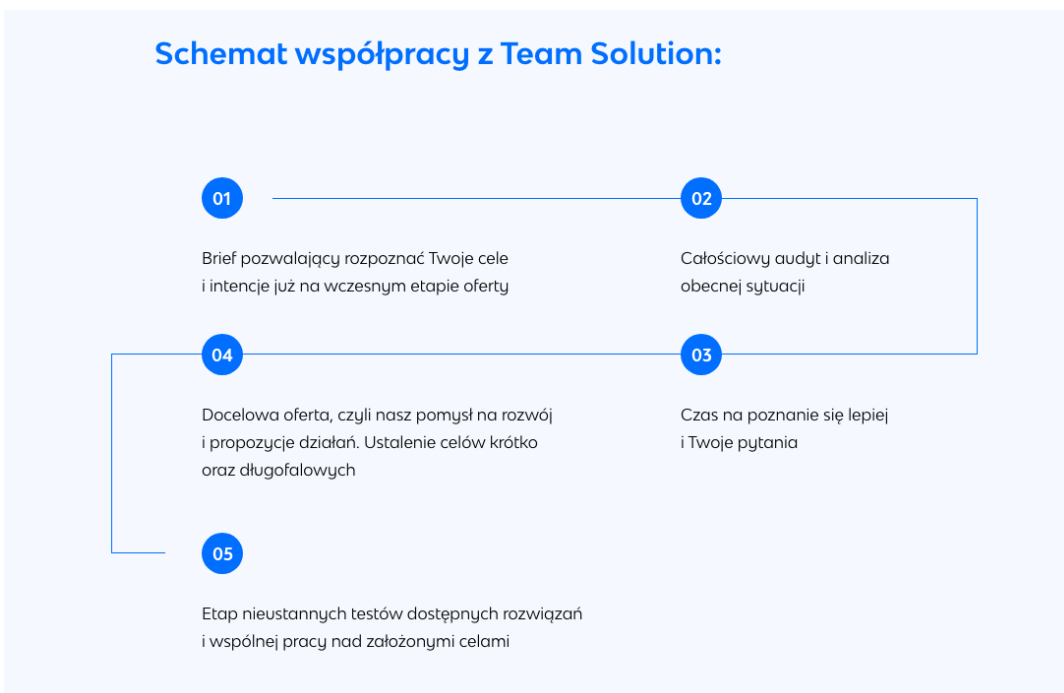 Schemat współpracy z Team Solution:
01
Brief pozwalający rozpoznać Twoje cele
i intencje już na wczesnym etapie oferty
02
Całościowy audyt i analiza
obecnej sytuacji
03
Czas na poznanie się lepiej
i Twoje pytania
04
Docelowa oferta, czyli nasz pomysł na rozwój
i propozycje działań. Ustalenie celów krótko
oraz długofalowych
05
Etap nieustannych testów dostępnych rozwiązań
i wspólnej pracy nad założonymi celami